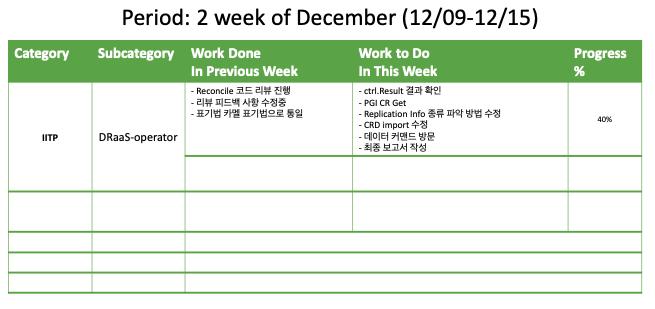 Period: 2 week of December (12/09-12/15)
Category
Subcategory
Work Done
In Previous Week
Work to Do
In This Week
Progress
%
IITP
DRaaS-operator
- Reconcile 코드 리뷰 진행
- 리뷰 피드백 사항 수정중
- 표기법 카멜 표기법으로 통일
- ctrl.Result 결과 확인
- PGI CR Get
- Replication Info 종류 파악 방법 수정
- CRD import 수정
- 데이터 커맨드 방문
- 최종 보고서 작성
40%